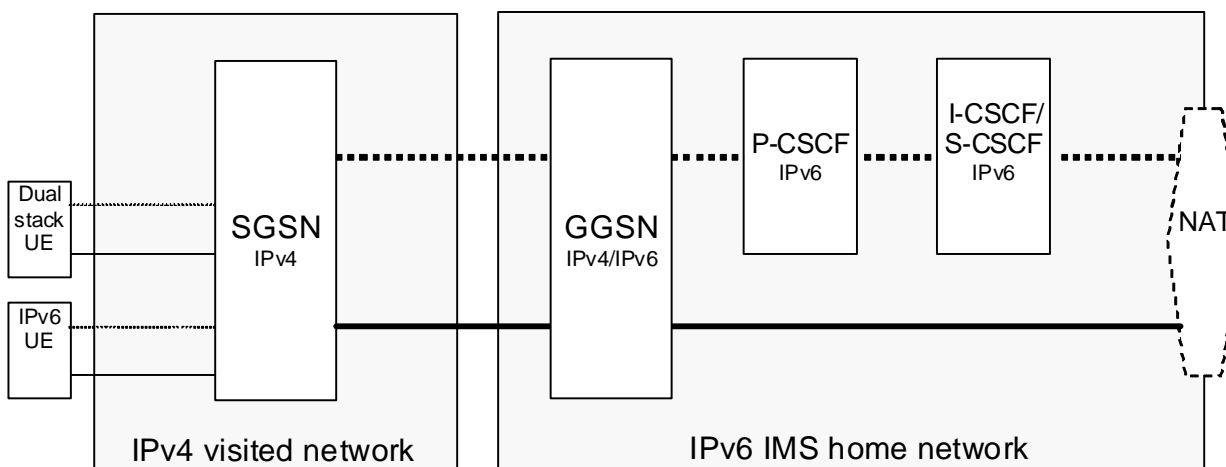 Dual
stack
UE
IPv6
UE
SGSN
IPv4
IPv4 visited network
GGSN
IPv4/IPv6
P-CSCF
IPv6
I-CSCF/
S-CSCF
IPv6
NAT
IPv6 IMS home network